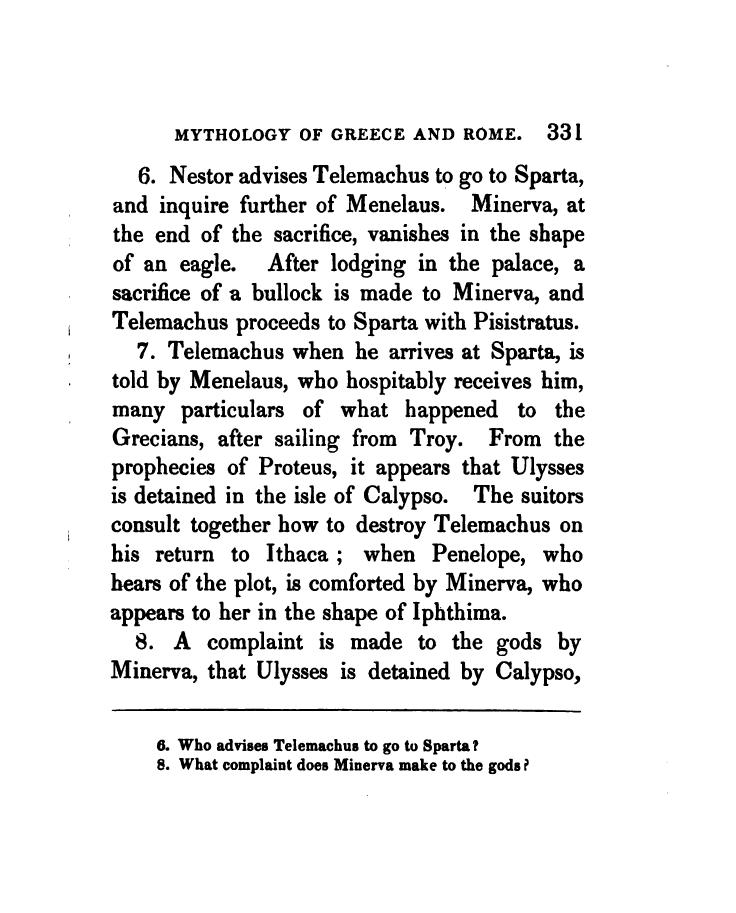 MYTHOLOGY OF GREECE AND ROME. 331
6. Nestor advises Telemachus to go to Sparta,
and inquire further of Menelaus. Minerva, at
the end of the sacrifice, vanishes in the shape
of an eagle. After lodging in the palace, a
sacrifice of a bullock is made to Minerva, and
Telemachus proceeds to Sparta with Pisistratus.
7. Telemachus when he arrives at Sparta, is
told by Menelaus, who hospitably receives him,
many particulars of what happened to the
Grecians, after sailing from Troy. From the
prophecies of Proteus, it appears that Ulysses
is detained in the isle of Calypso. The suitors
consult together how to destroy Telemachus on
his return to Ithaca ; when Penelope, who
hears of the plot, is comforted by Minerva, who
appears to her in the shape of Iphthima.
8. A complaint is made to the gods by
Minerva, that Ulysses is detained by Calypso,
6. Who advises Telemachus to go to Sparta?
8. What complaint does Minerva make to the gods?